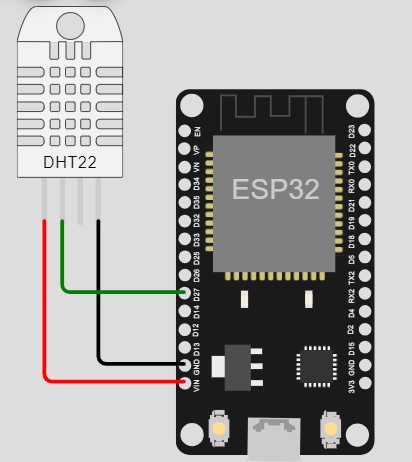 DHT22
ESP32
EN
VP
VN
D34
D35
D32
D33
D25
D26
D27
D14
D12
D13
GND
VIN
D23
D22
TX0
RX0
D21
D19
D18
D5
TX2
RX2
D4
D2
D15
GND
3V3